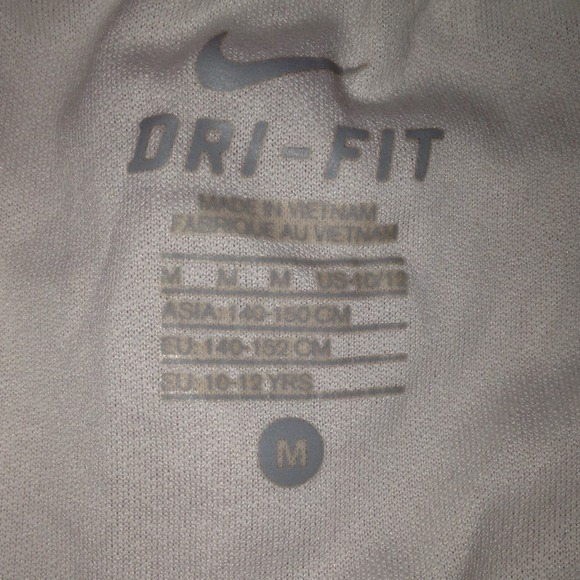 DRI-FIT
MADE IN VIETNAM
FABRIQUE AU VIETNAM
M M M US:10/12
ASIA: 140-150 CM
EU: 140-152 CM
EU: 10-12 YRS
M